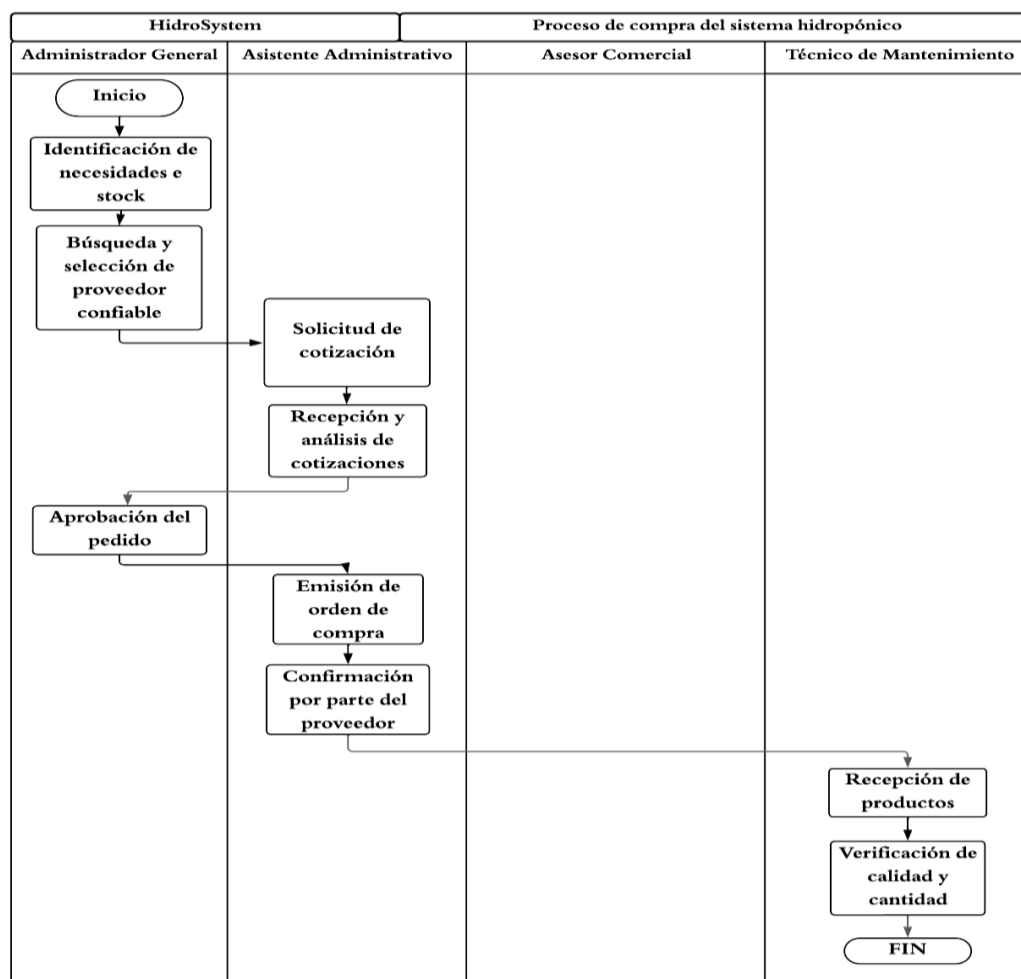 HidroSystem
Proceso de compra del sistema hidropónico
Administrador General
Asistente Administrativo
Asesor Comercial
Técnico de Mantenimiento
Inicio
Identificación de
necesidades e
stock
Búsqueda y
selección de
proveedor
confiable
Solicitud de
cotización
Recepción y
análisis de
cotizaciones
Aprobación del
pedido
Emisión de
orden de
compra
Confirmación
por parte del
proveedor
Recepción de
productos
Verificación de
calidad y
cantidad
FIN